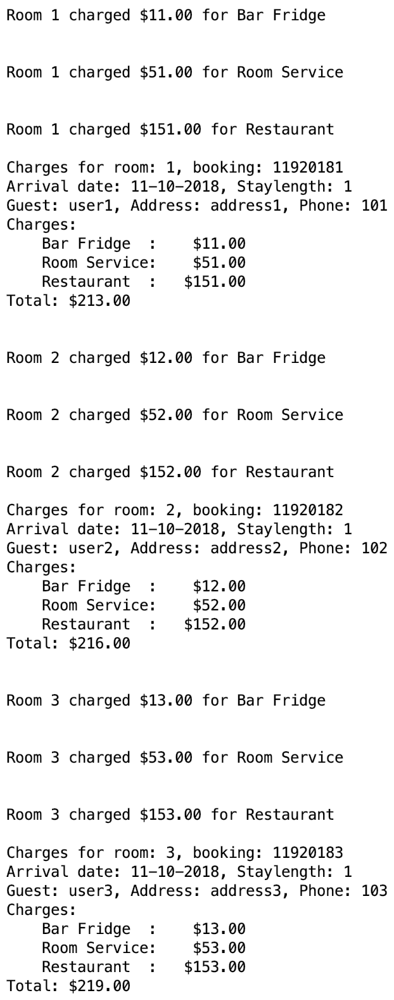 Room 1 charged $11.00 for Bar Fridge
Room 1 charged $51.00 for Room Service
Room 1 charged $151.00 for Restaurant
Charges for room: 1, booking: 11920181
Arrival date: 11-10-2018, Staylength: 1
Guest: user1, Address: address1, Phone: 101
Charges:
    Bar Fridge  :    $11.00
    Room Service:    $51.00
    Restaurant  :   $151.00
Total: $213.00
Room 2 charged $12.00 for Bar Fridge
Room 2 charged $52.00 for Room Service
Room 2 charged $152.00 for Restaurant
Charges for room: 2, booking: 11920182
Arrival date: 11-10-2018, Staylength: 1
Guest: user2, Address: address2, Phone: 102
Charges:
    Bar Fridge  :    $12.00
    Room Service:    $52.00
    Restaurant  :   $152.00
Total: $216.00
Room 3 charged $13.00 for Bar Fridge
Room 3 charged $53.00 for Room Service
Room 3 charged $153.00 for Restaurant
Charges for room: 3, booking: 11920183
Arrival date: 11-10-2018, Staylength: 1
Guest: user3, Address: address3, Phone: 103
Charges:
    Bar Fridge  :    $13.00
    Room Service:    $53.00
    Restaurant  :   $153.00
Total: $219.00